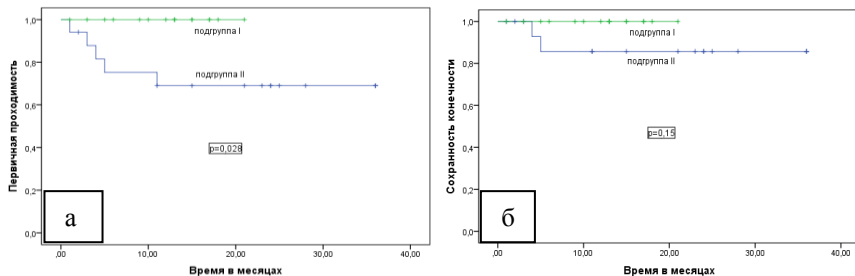 1,0
0,8
0,6
0,4
0,2
0,0
Первичная проходимость
подгруппа I
подгруппа II
p=0,028
а
,00
10,00
20,00
30,00
40,00
Время в месяцах
1,0
0,8
0,6
0,4
0,2
0,0
Сохранность конечности
подгруппа I
подгруппа II
p=0,15
б
,00
10,00
20,00
30,00
40,00
Время в месяцах